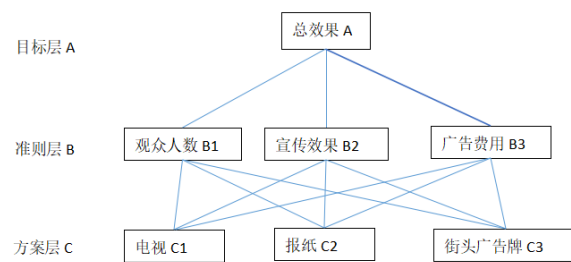 总效果 A
目标层 A
准则层 B
观众人数 B1
宣传效果 B2
广告费用 B3
方案层 C
电视 C1
报纸 C2
街头广告牌 C3